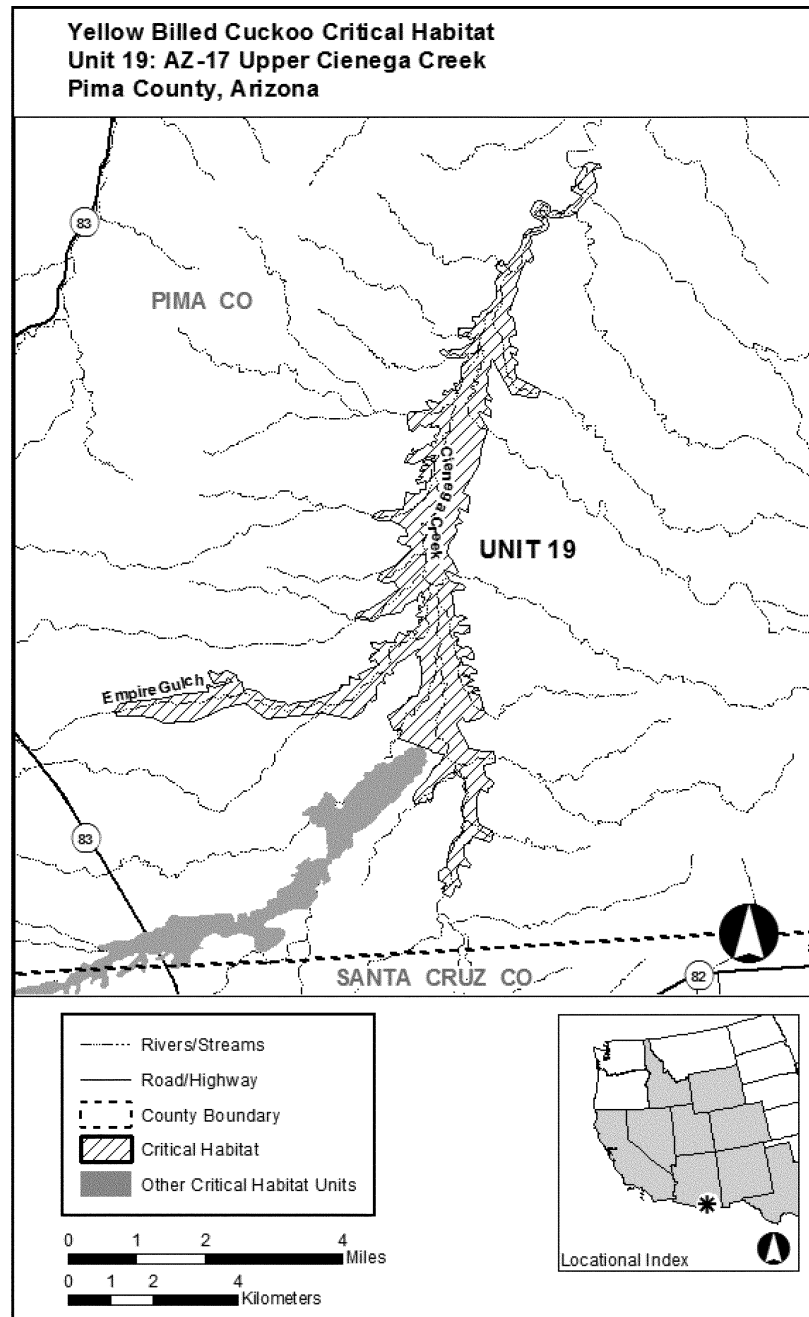 Yellow Billed Cuckoo Critical Habitat
Unit 19: AZ-17 Upper Cienega Creek
Pima County, Arizona
83
PIMA CO
Cienega Creek
UNIT 19
Empire Gulch
83
SANTA CRUZ CO
82
Rivers/Streams
Road/Highway
County Boundary
Critical Habitat
Other Critical Habitat Units
0 1 2 4
Miles
0 1 2 4
Kilometers
Locational Index